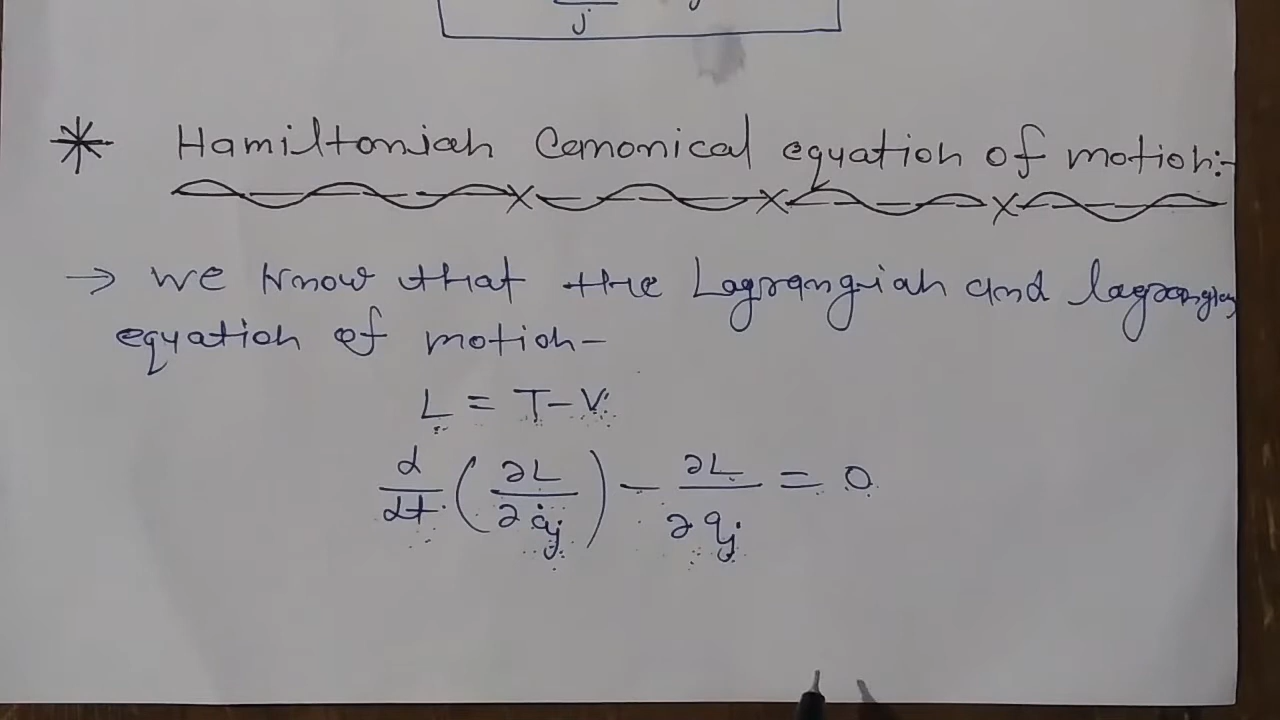 j
* Hamiltonian Canonical equation of motion:-
→ we know that the Lagrangian and lagrangian
equation of motion-
L = T-V
d/dt (∂L/∂q̇j) - ∂L/∂qj = 0